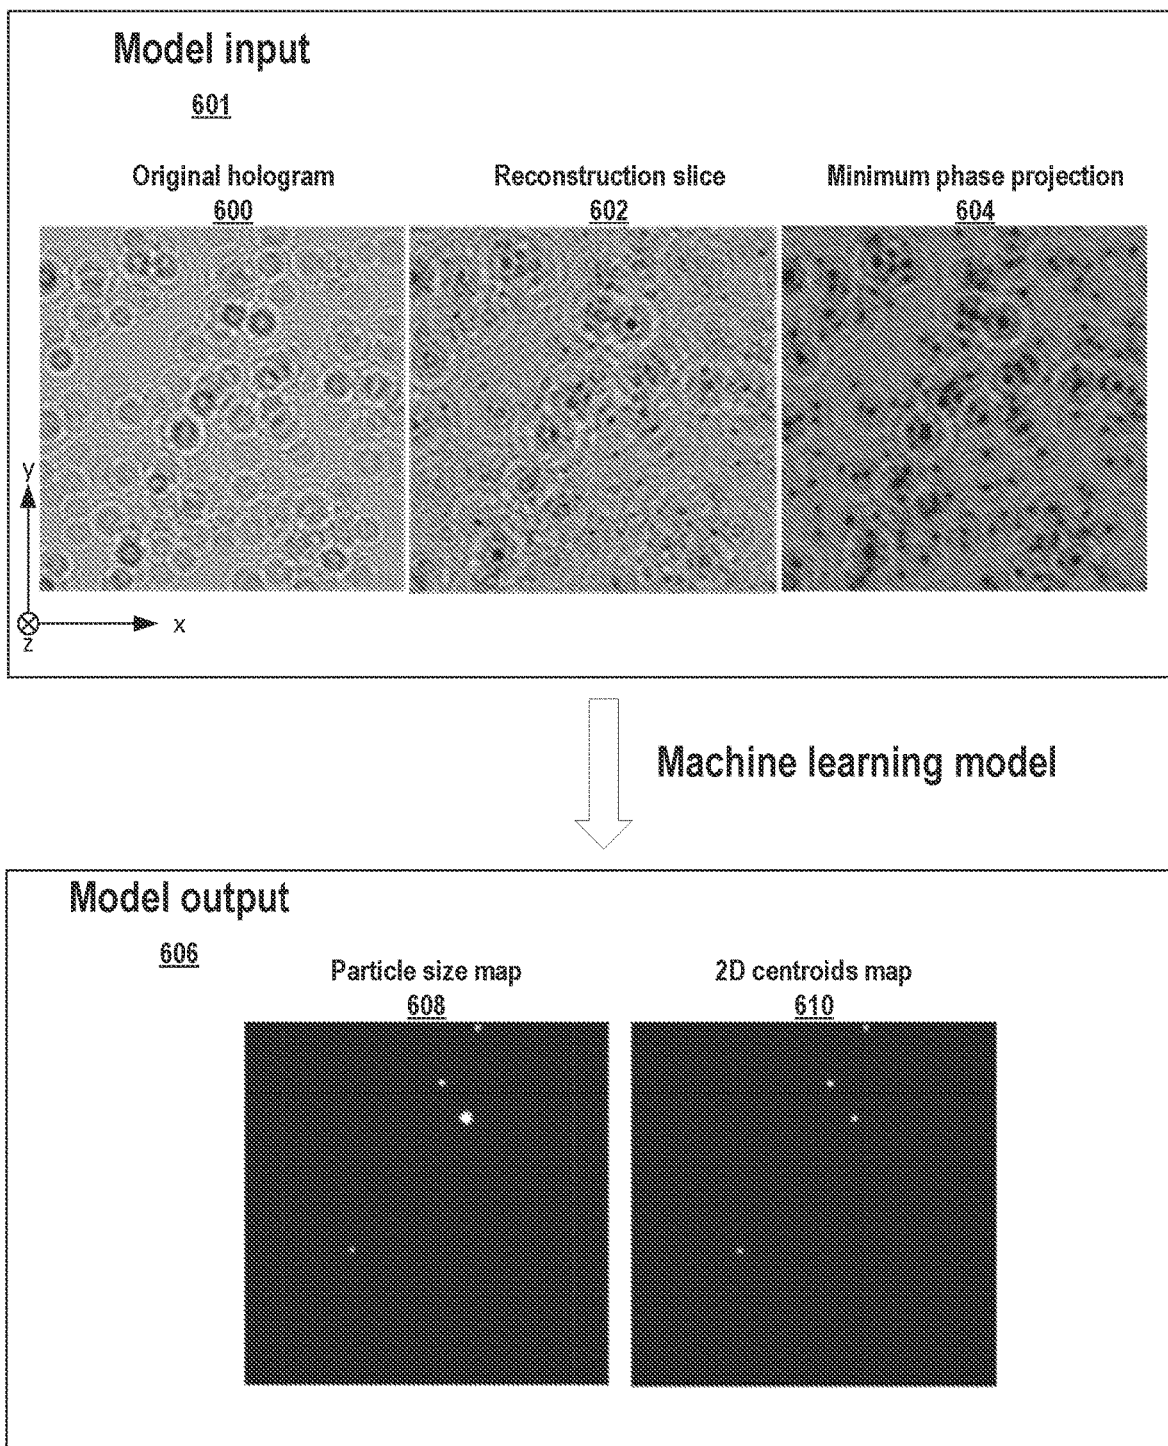 Model input
601
Original hologram
600
Reconstruction slice
602
Minimum phase projection
604
y
x
z
Machine learning model
Model output
606
Particle size map
608
2D centroids map
610